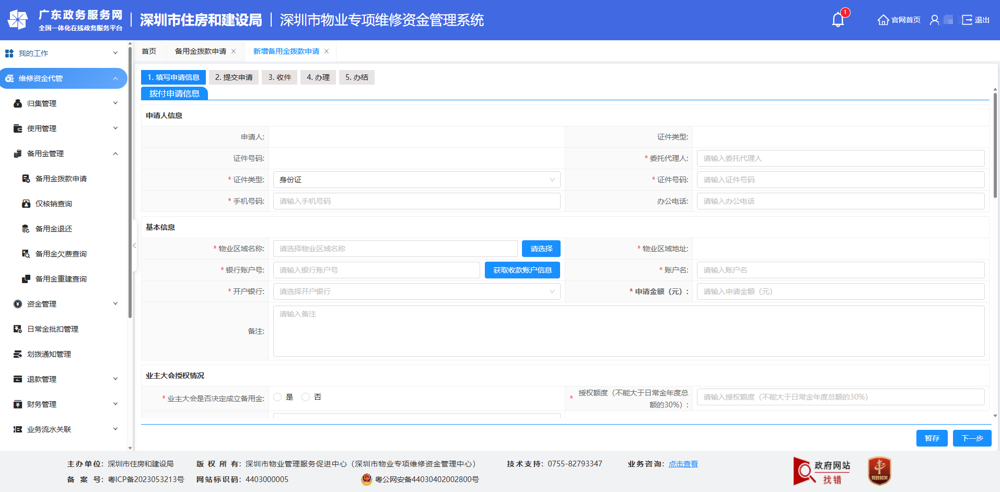 广东政务服务网
全国一体化在线政务服务平台
深圳市住房和建设局
深圳市物业专项维修资金管理系统
1
官网首页
退出
我的工作
维修资金代管
归集管理
使用管理
备用金管理
备用金拨款申请
仅核销查询
备用金退还
备用金欠费查询
备用金重建查询
资金管理
日常金批扣管理
划拨通知管理
退款管理
财务管理
业务流水关联
首页
备用金拨款申请
新增备用金拨款申请
1. 填写申请信息
2. 提交申请
3. 收件
4. 办理
5. 办结
拨付申请信息
申请人信息
申请人:
证件类型:
证件号码:
* 委托代理人:
请输入委托代理人
* 证件类型:
身份证
* 证件号码:
请输入证件号码
* 手机号码:
请输入手机号码
办公电话:
请输入办公电话
基本信息
* 物业区域名称:
请选择物业区域名称
请选择
* 物业区域地址:
* 银行账户号:
请输入银行账户号
获取收款账户信息
* 账户名:
请输入账户名
* 开户银行:
请选择开户银行
* 申请金额（元）:
请输入申请金额（元）
备注:
请输入备注
业主大会授权情况
* 业主大会是否决定成立备用金:
是
否
* 授权额度（不能大于日常金年度总
额的30%）:
请输入授权额度（不能大于日常金年度总额的30%）
暂存
下一步
主办单位: 深圳市住房和建设局
版权所有: 深圳市物业管理服务促进中心（深圳市物业专项维修资金管理中心）
技术支持: 0755-82793347
业务咨询: 点击查看
备案号: 粤ICP备2023053213号
网站标识码: 4403000005
粤公网安备44030402002800号
政府网站
找错
党政机关